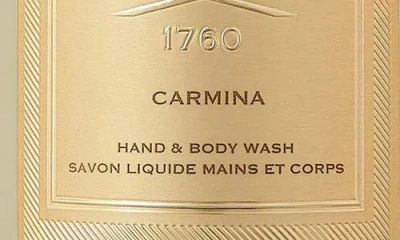 1760
CARMINA
HAND & BODY WASH
SAVON LIQUIDE MAINS ET CORPS